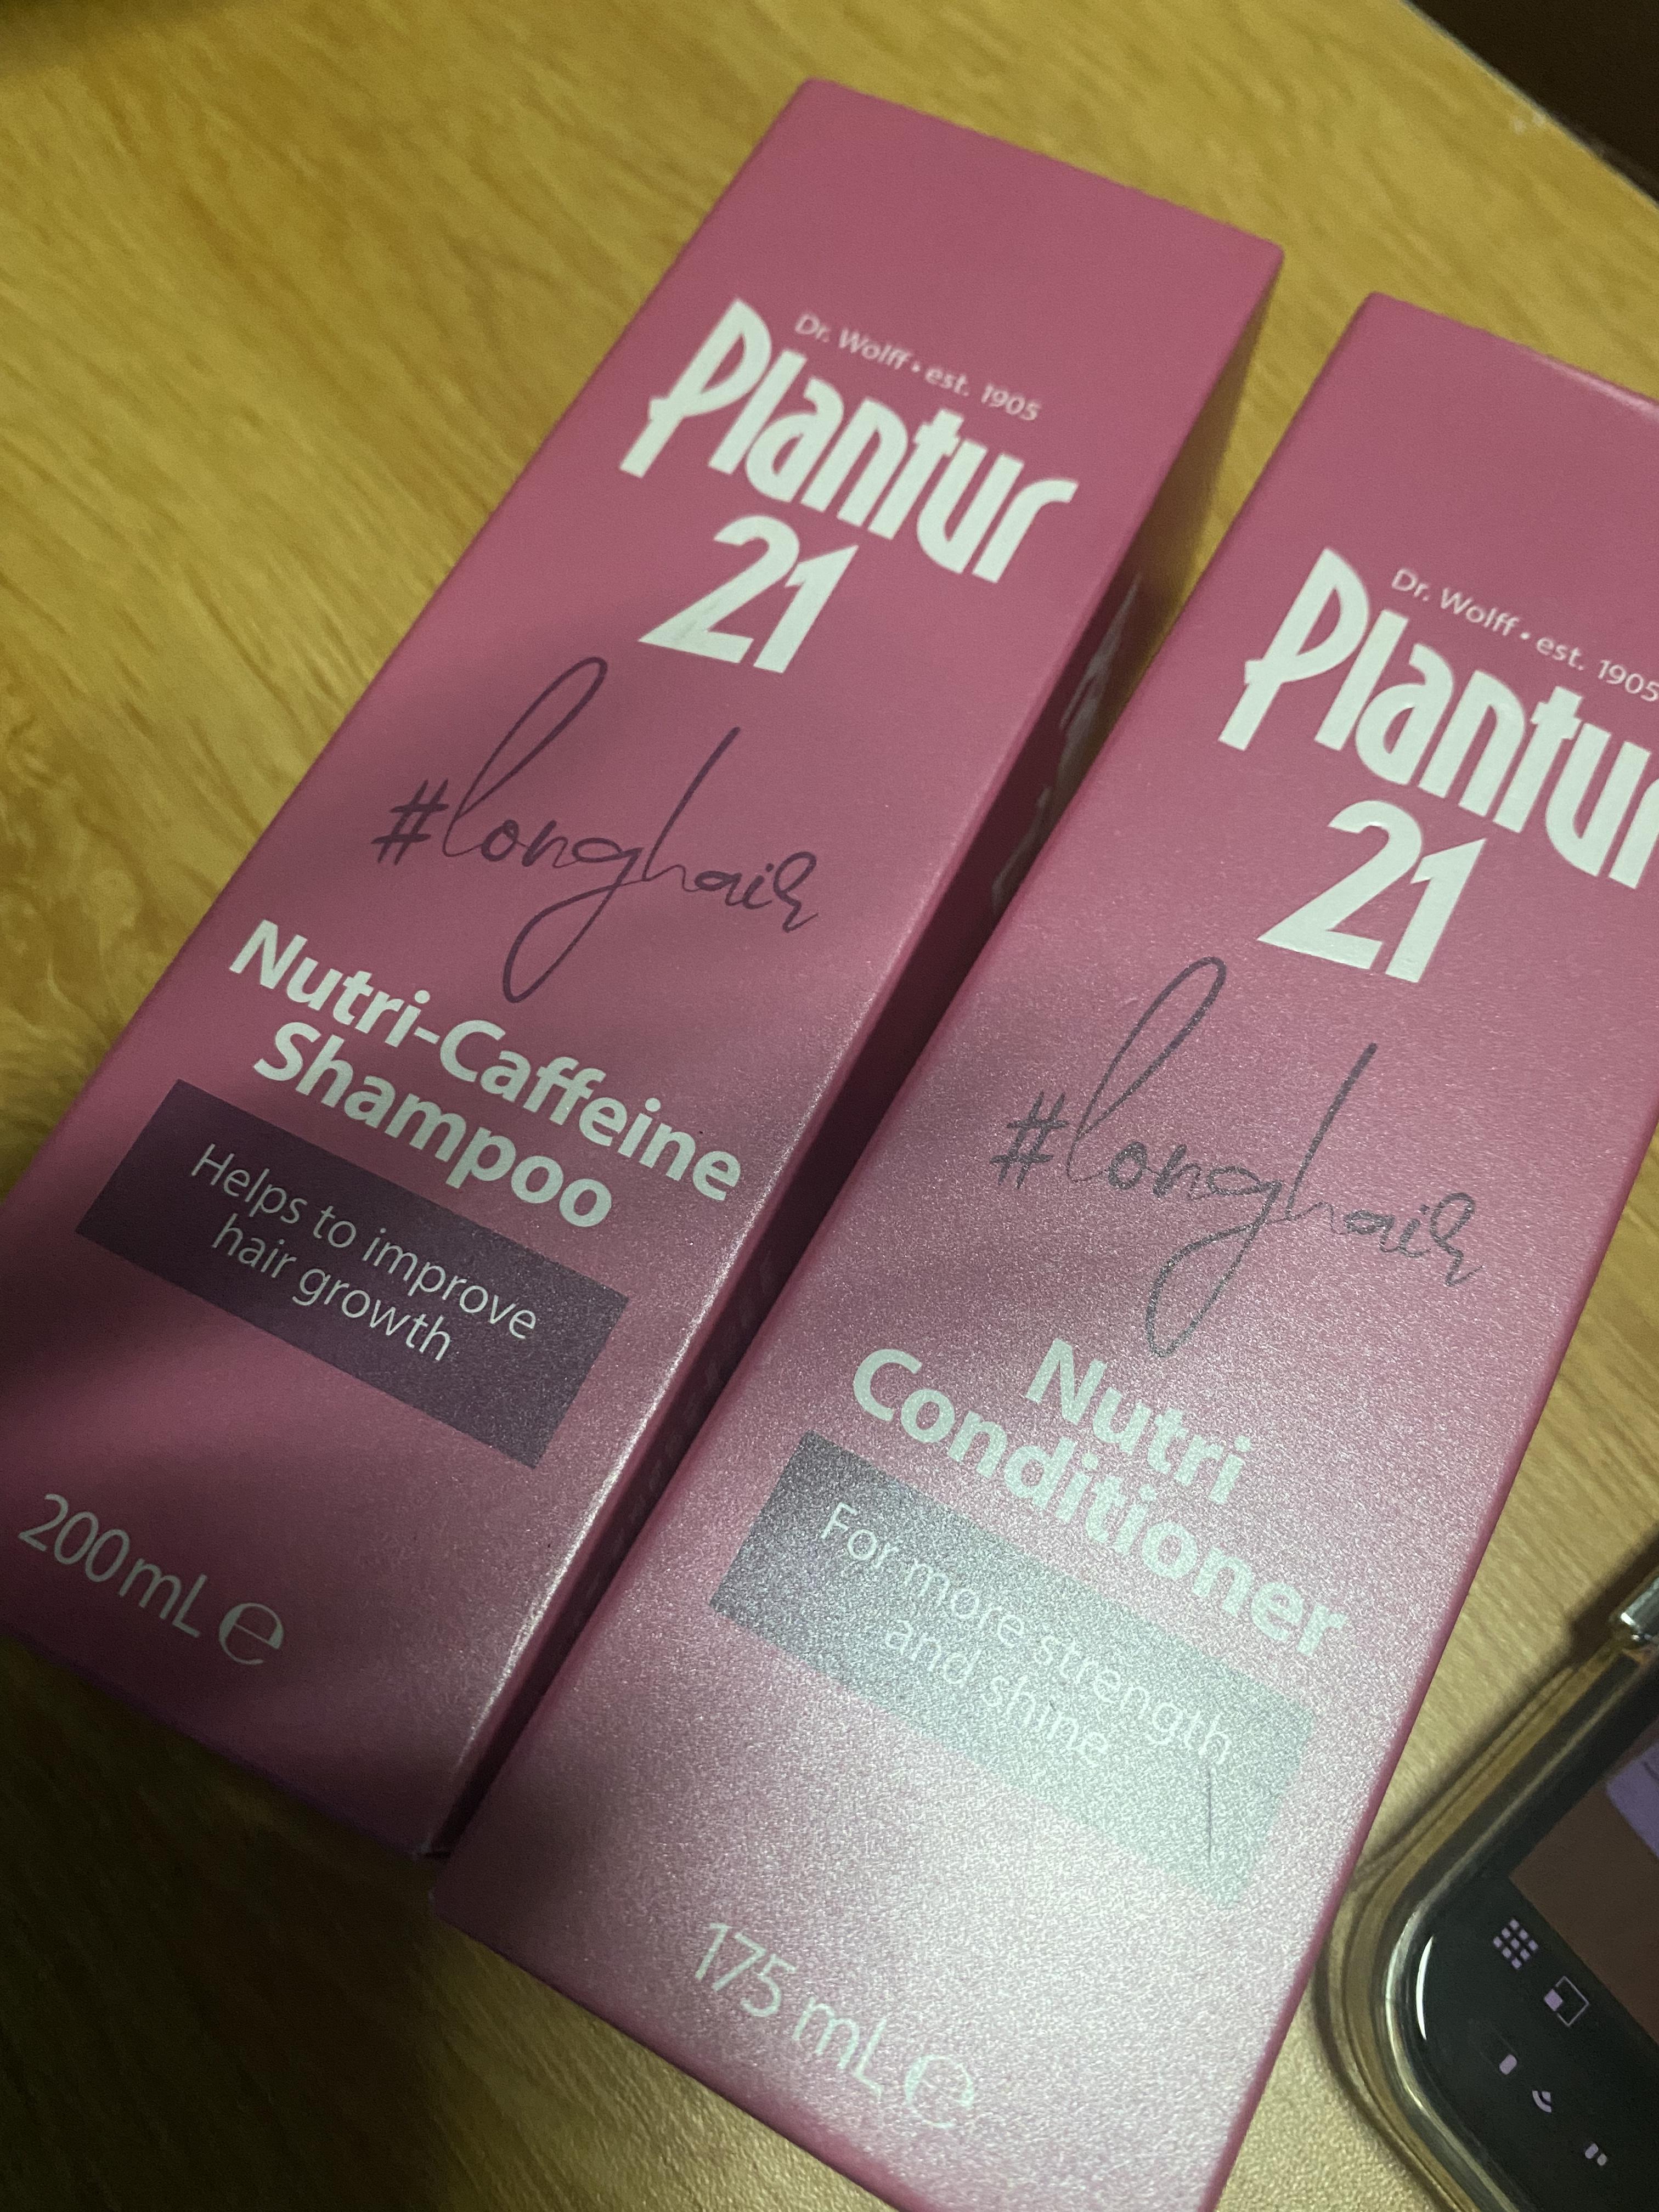 Dr. Wolff • est. 1905
Plantur
21
#longhair
Nutri-Caffeine
Shampoo
Helps to improve
hair growth
200mL ℮
Dr. Wolff • est. 1905
Plantur
21
#longhair
Nutri
Conditioner
For more strength
and shine
175 mL ℮